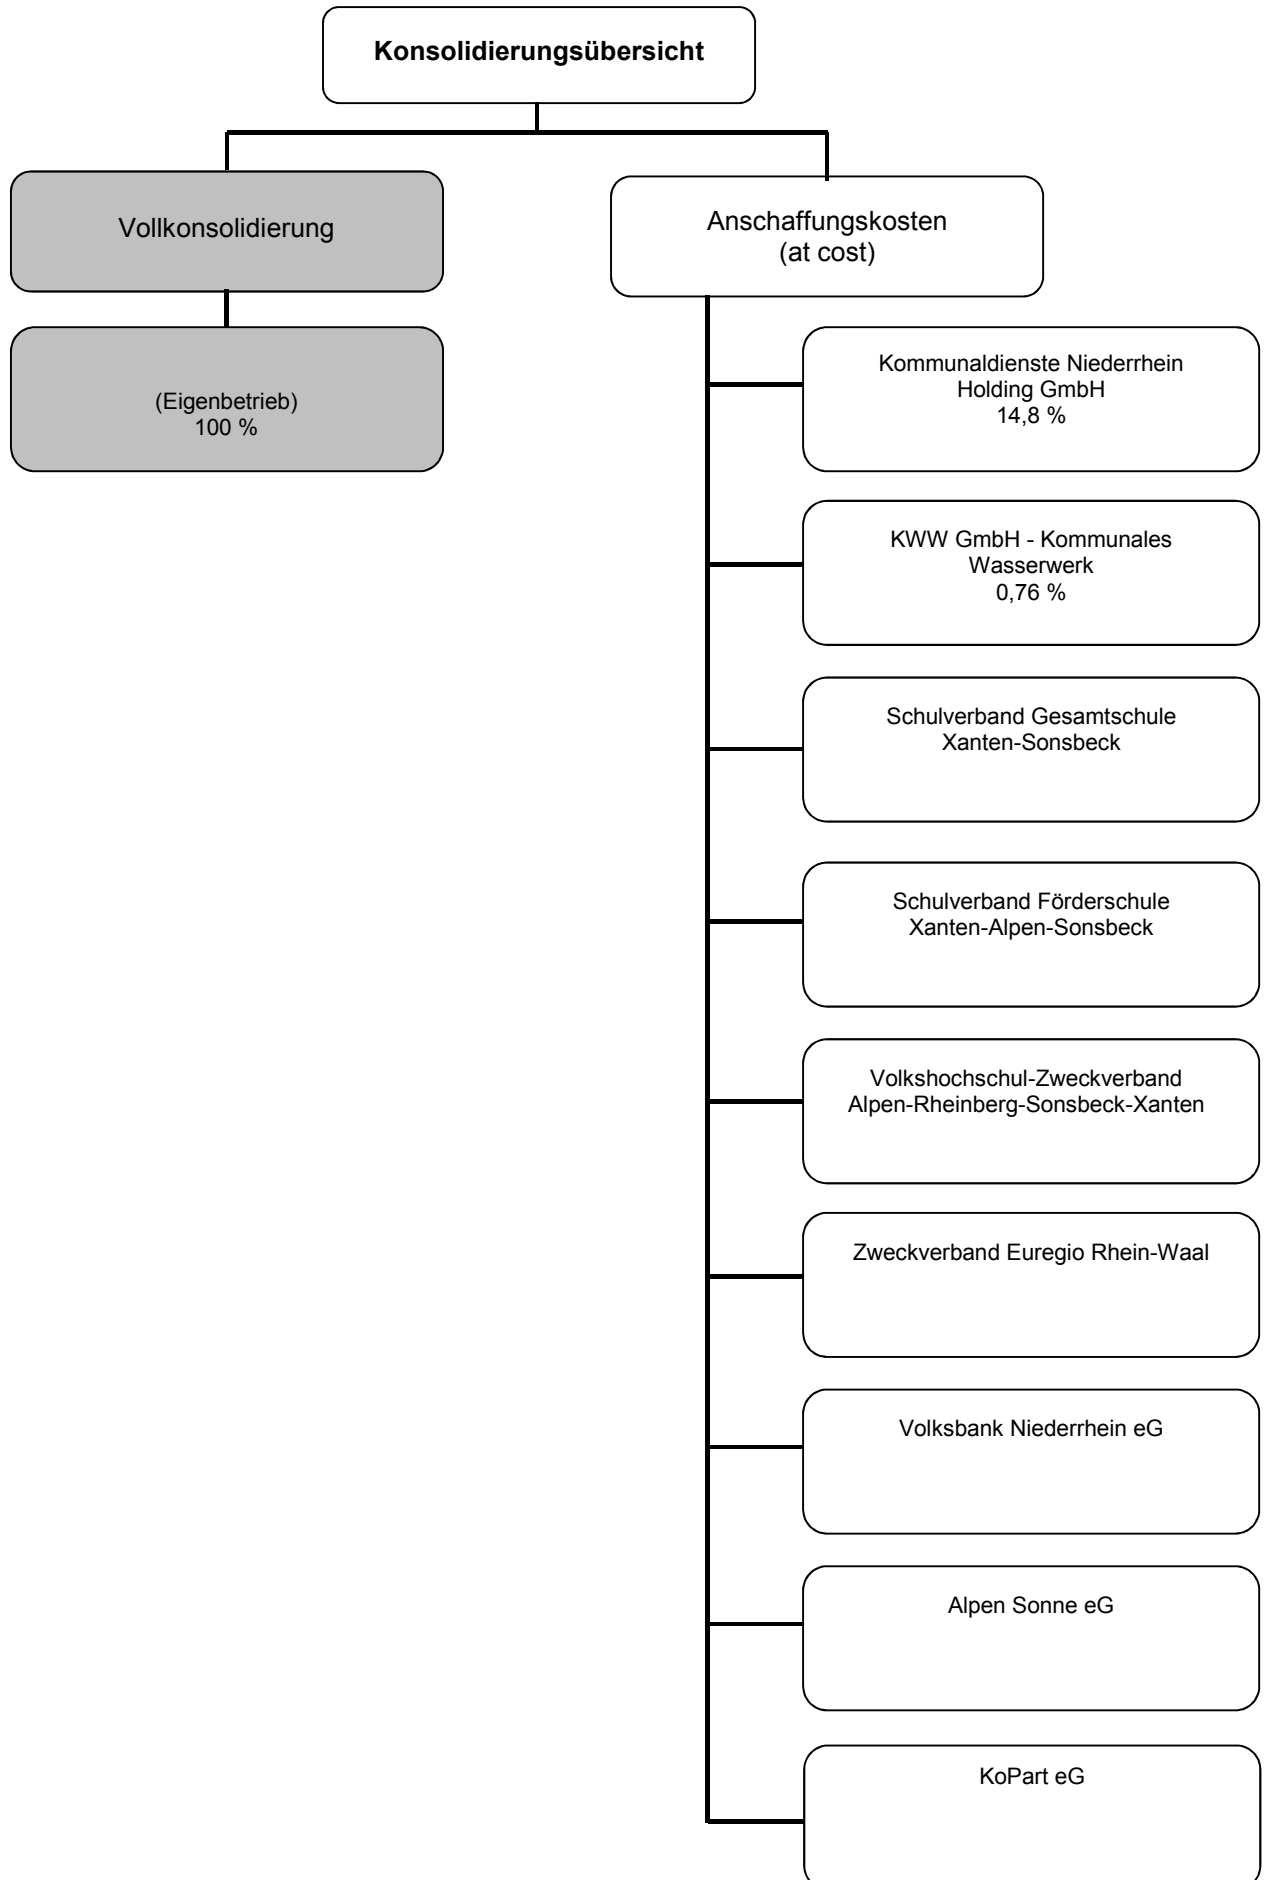 Konsolidierungsübersicht
Vollkonsolidierung
(Eigenbetrieb)
100 %
Anschaffungskosten
(at cost)
Kommunaldienste Niederrhein
Holding GmbH
14,8 %
KWW GmbH - Kommunales
Wasserwerk
0,76 %
Schulverband Gesamtschule
Xanten-Sonsbeck
Schulverband Förderschule
Xanten-Alpen-Sonsbeck
Volkshochschul-Zweckverband
Alpen-Rheinberg-Sonsbeck-Xanten
Zweckverband Euregio Rhein-Waal
Volksbank Niederrhein eG
Alpen Sonne eG
KoPart eG